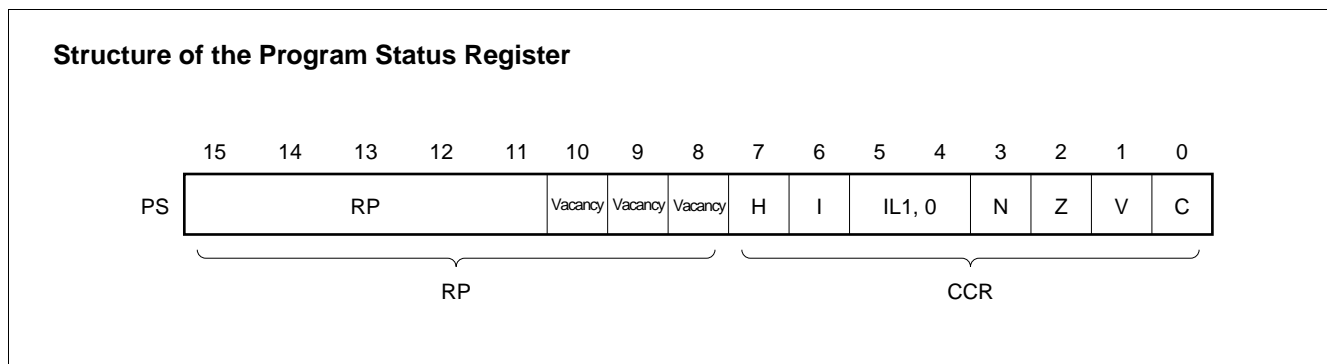 Structure of the Program Status Register
15 14 13 12 11 10 9 8 7 6 5 4 3 2 1 0
PS RP Vacancy Vacancy Vacancy H I IL1, 0 N Z V C
RP CCR